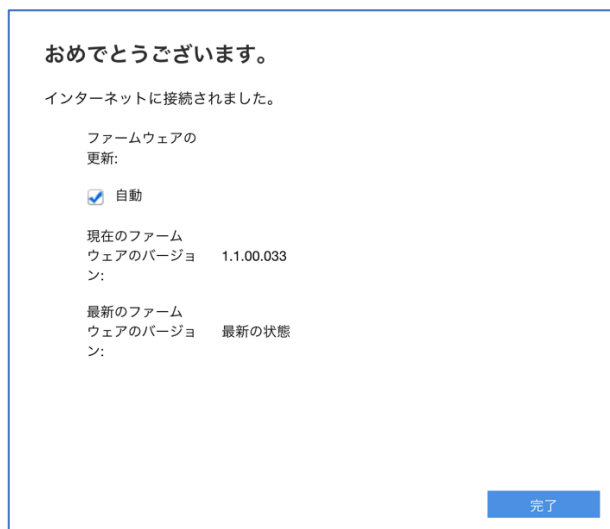 おめでとうございます。
インターネットに接続されました。
ファームウェアの
更新:
自動
現在のファーム
ウェアのバージョ 1.1.00.033
ン:
最新のファーム
ウェアのバージョ 最新の状態
ン:
完了